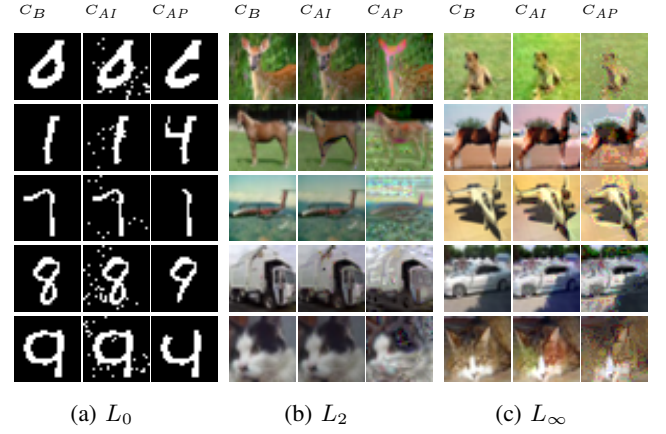 C_B C_AI C_AP C_B C_AI C_AP C_B C_AI C_AP
(a) L_0 (b) L_2 (c) L_∞